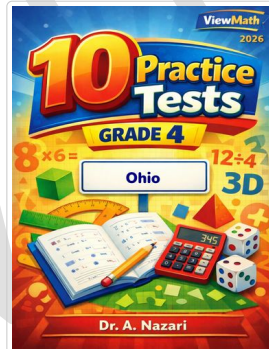 ViewMath
2026
10 Practice
Tests
GRADE 4
8×6=
Ohio
12÷4
3D
345
Dr. A. Nazari